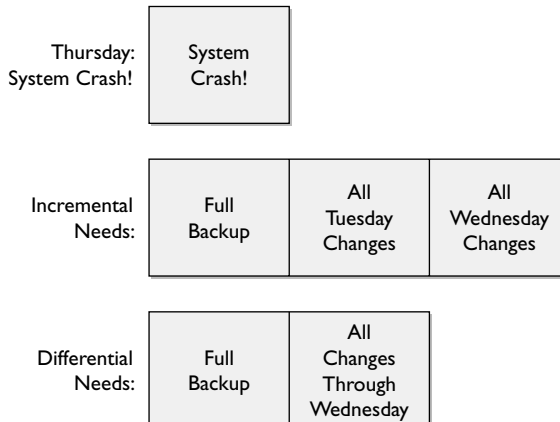 Thursday:
System Crash!
System
Crash!
Incremental
Needs:
Full
Backup
All
Tuesday
Changes
All
Wednesday
Changes
Differential
Needs:
Full
Backup
All
Changes
Through
Wednesday